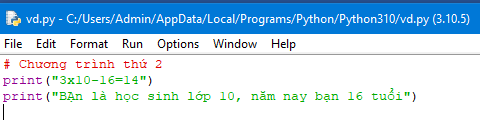 vd.py - C:/Users/Admin/AppData/Local/Programs/Python/Python310/vd.py (3.10.5)
File Edit Format Run Options Window Help
# Chương trình thứ 2
print("3x10-16=14")
print("BẠn là học sinh lớp 10, năm nay bạn 16 tuổi")